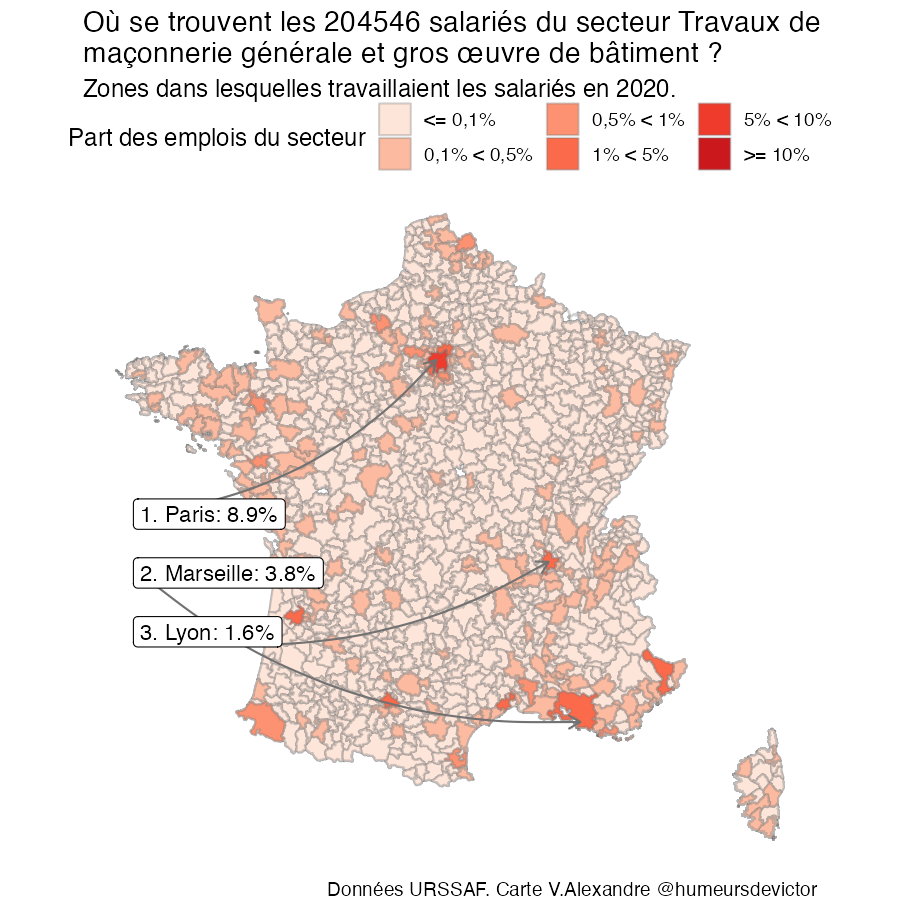 Où se trouvent les 204546 salariés du secteur Travaux de
maçonnerie générale et gros œuvre de bâtiment ?
Zones dans lesquelles travaillaient les salariés en 2020.
Part des emplois du secteur
<= 0,1%
0,1% < 0,5%
0,5% < 1%
1% < 5%
5% < 10%
>= 10%
1. Paris: 8.9%
2. Marseille: 3.8%
3. Lyon: 1.6%
Données URSSAF. Carte V.Alexandre @humeursdevictor